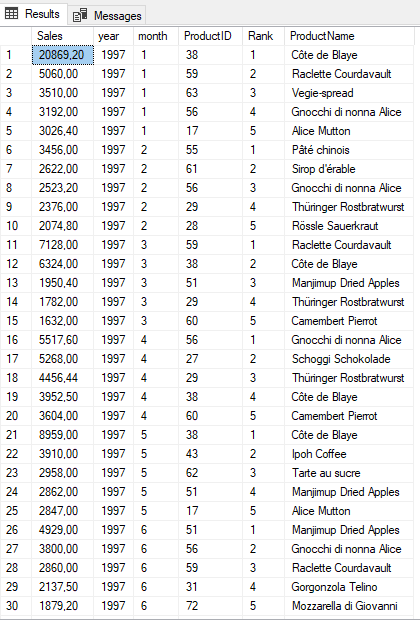 Results Messages
Sales year month ProductID Rank ProductName
1 20869,20 1997 1 38 1 Côte de Blaye
2 5060,00 1997 1 59 2 Raclette Courdavault
3 3510,00 1997 1 63 3 Vegie-spread
4 3192,00 1997 1 56 4 Gnocchi di nonna Alice
5 3026,40 1997 1 17 5 Alice Mutton
6 3456,00 1997 2 55 1 Pâté chinois
7 2622,00 1997 2 61 2 Sirop d'érable
8 2523,20 1997 2 56 3 Gnocchi di nonna Alice
9 2376,00 1997 2 29 4 Thüringer Rostbratwurst
10 2074,80 1997 2 28 5 Rössle Sauerkraut
11 7128,00 1997 3 59 1 Raclette Courdavault
12 6324,00 1997 3 38 2 Côte de Blaye
13 1950,40 1997 3 51 3 Manjimup Dried Apples
14 1782,00 1997 3 29 4 Thüringer Rostbratwurst
15 1632,00 1997 3 60 5 Camembert Pierrot
16 5517,60 1997 4 56 1 Gnocchi di nonna Alice
17 5268,00 1997 4 27 2 Schoggi Schokolade
18 4456,44 1997 4 29 3 Thüringer Rostbratwurst
19 3952,50 1997 4 38 4 Côte de Blaye
20 3604,00 1997 4 60 5 Camembert Pierrot
21 8959,00 1997 5 38 1 Côte de Blaye
22 3910,00 1997 5 43 2 Ipoh Coffee
23 2958,00 1997 5 62 3 Tarte au sucre
24 2862,00 1997 5 51 4 Manjimup Dried Apples
25 2847,00 1997 5 17 5 Alice Mutton
26 4929,00 1997 6 51 1 Manjimup Dried Apples
27 3800,00 1997 6 56 2 Gnocchi di nonna Alice
28 2860,00 1997 6 59 3 Raclette Courdavault
29 2137,50 1997 6 31 4 Gorgonzola Telino
30 1879,20 1997 6 72 5 Mozzarella di Giovanni